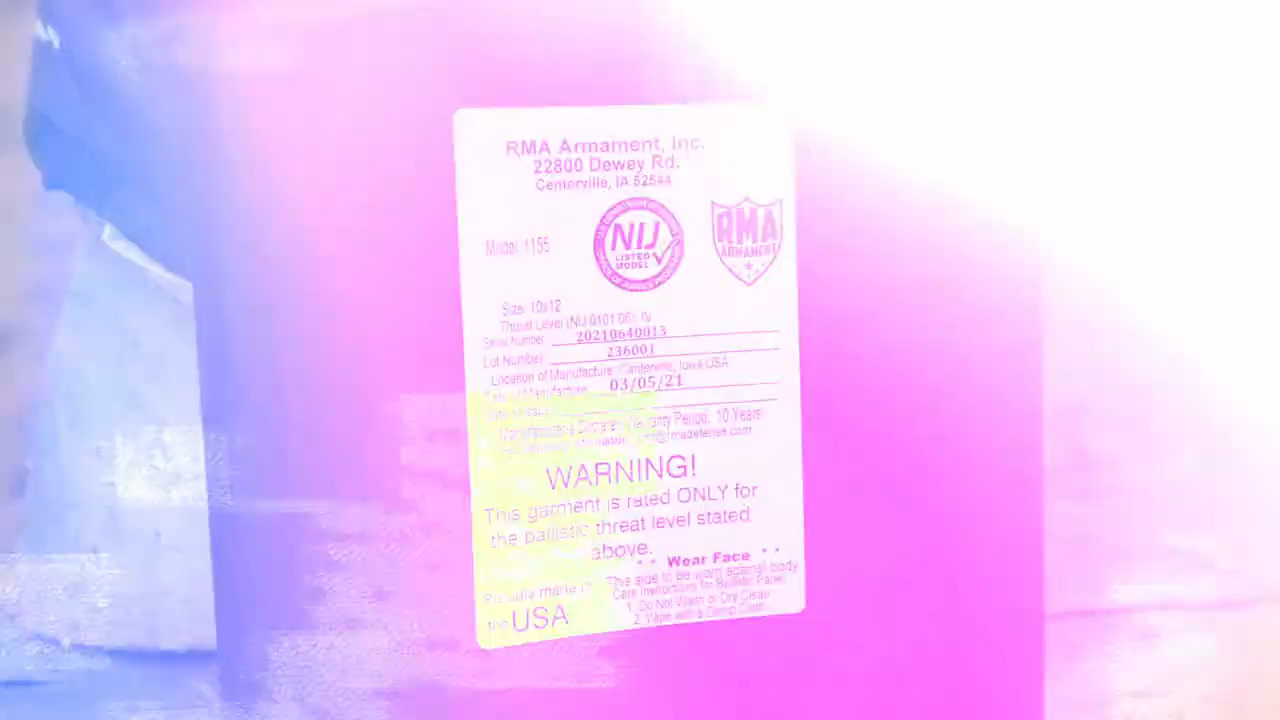 RMA Armament, Inc.
22800 Dewey Rd.
Centerville, IA 52544
NIJ
LISTED
MODEL
RMA
ARMAMENT
Model 1155
Size: 10x12
Threat Level (NIJ 0101.06): IV
Serial Number 20210640013
Lot Number 236001
Location of Manufacture: Centerville, Iowa USA
Date of Manufacture 03/05/21
Period: 10 Years
WARNING!
This garment is rated ONLY for
the ballistic threat level stated
above.
** Wear Face **
This side to be worn against body
Care Instructions for Ballistic Panel
1. Do Not Wash or Dry Clean
2. Wipe with a Damp Cloth
Proudly made in
the USA